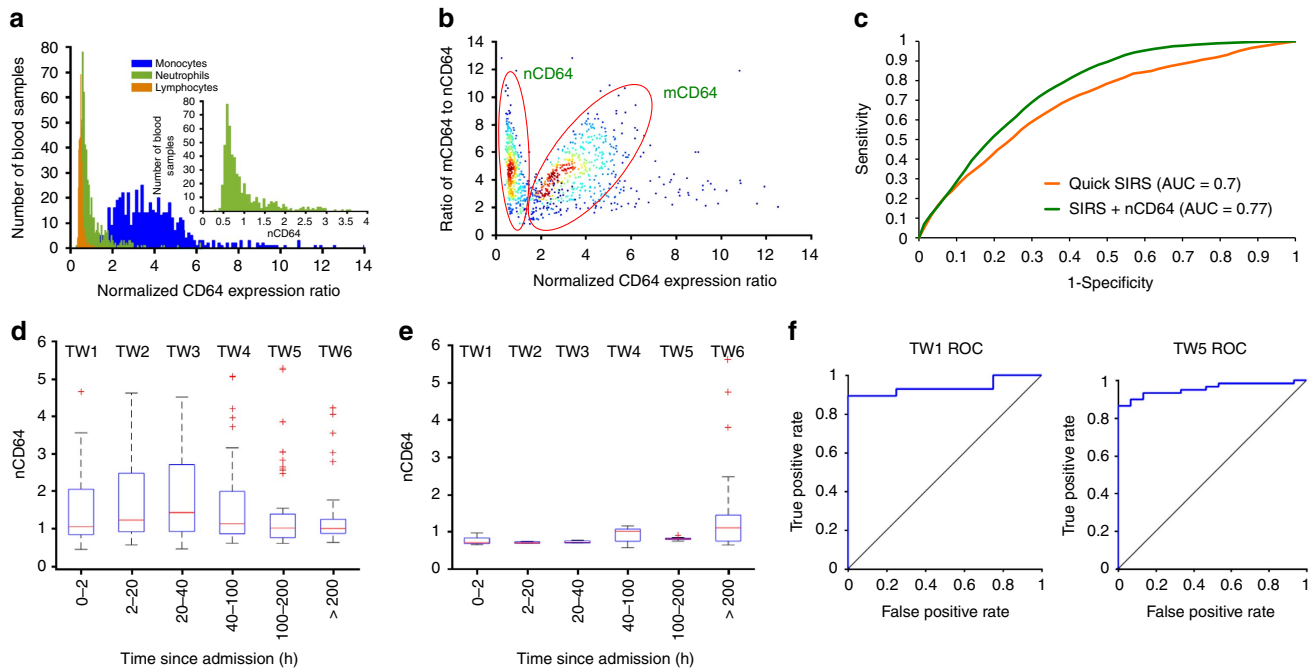 a
Number of blood samples
80
70
60
50
40
30
20
10
0
Monocytes
Neutrophils
Lymphocytes
Number of blood
samples
80
70
60
50
40
30
20
10
0
0 0.5 1 1.5 2 2.5 3 3.5 4
nCD64
0 2 4 6 8 10 12 14
Normalized CD64 expression ratio
b
Ratio of mCD64 to nCD64
14
12
10
8
6
4
2
0
nCD64
mCD64
0 2 4 6 8 10 12 14
Normalized CD64 expression ratio
c
Sensitivity
1
0.9
0.8
0.7
0.6
0.5
0.4
0.3
0.2
0.1
0
Quick SIRS (AUC = 0.7)
SIRS + nCD64 (AUC = 0.77)
0 0.1 0.2 0.3 0.4 0.5 0.6 0.7 0.8 0.9 1
1-Specificity
d
nCD64
6
5
4
3
2
1
0
TW1 TW2 TW3 TW4 TW5 TW6
0–2
2–20
20–40
40–100
100–200
> 200
Time since admission (h)
e
nCD64
6
5
4
3
2
1
0
TW1 TW2 TW3 TW4 TW5 TW6
0–2
2–20
20–40
40–100
100–200
> 200
Time since admission (h)
f
TW1 ROC
True positive rate
1
0.8
0.6
0.4
0.2
0
0 0.2 0.4 0.6 0.8 1
False positive rate
TW5 ROC
True positive rate
1
0.8
0.6
0.4
0.2
0
0 0.2 0.4 0.6 0.8 1
False positive rate